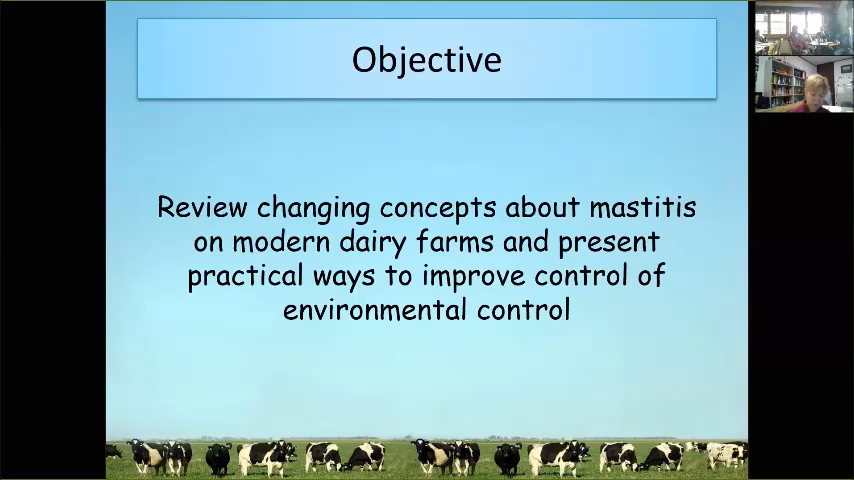 Objective
Review changing concepts about mastitis
on modern dairy farms and present
practical ways to improve control of
environmental control